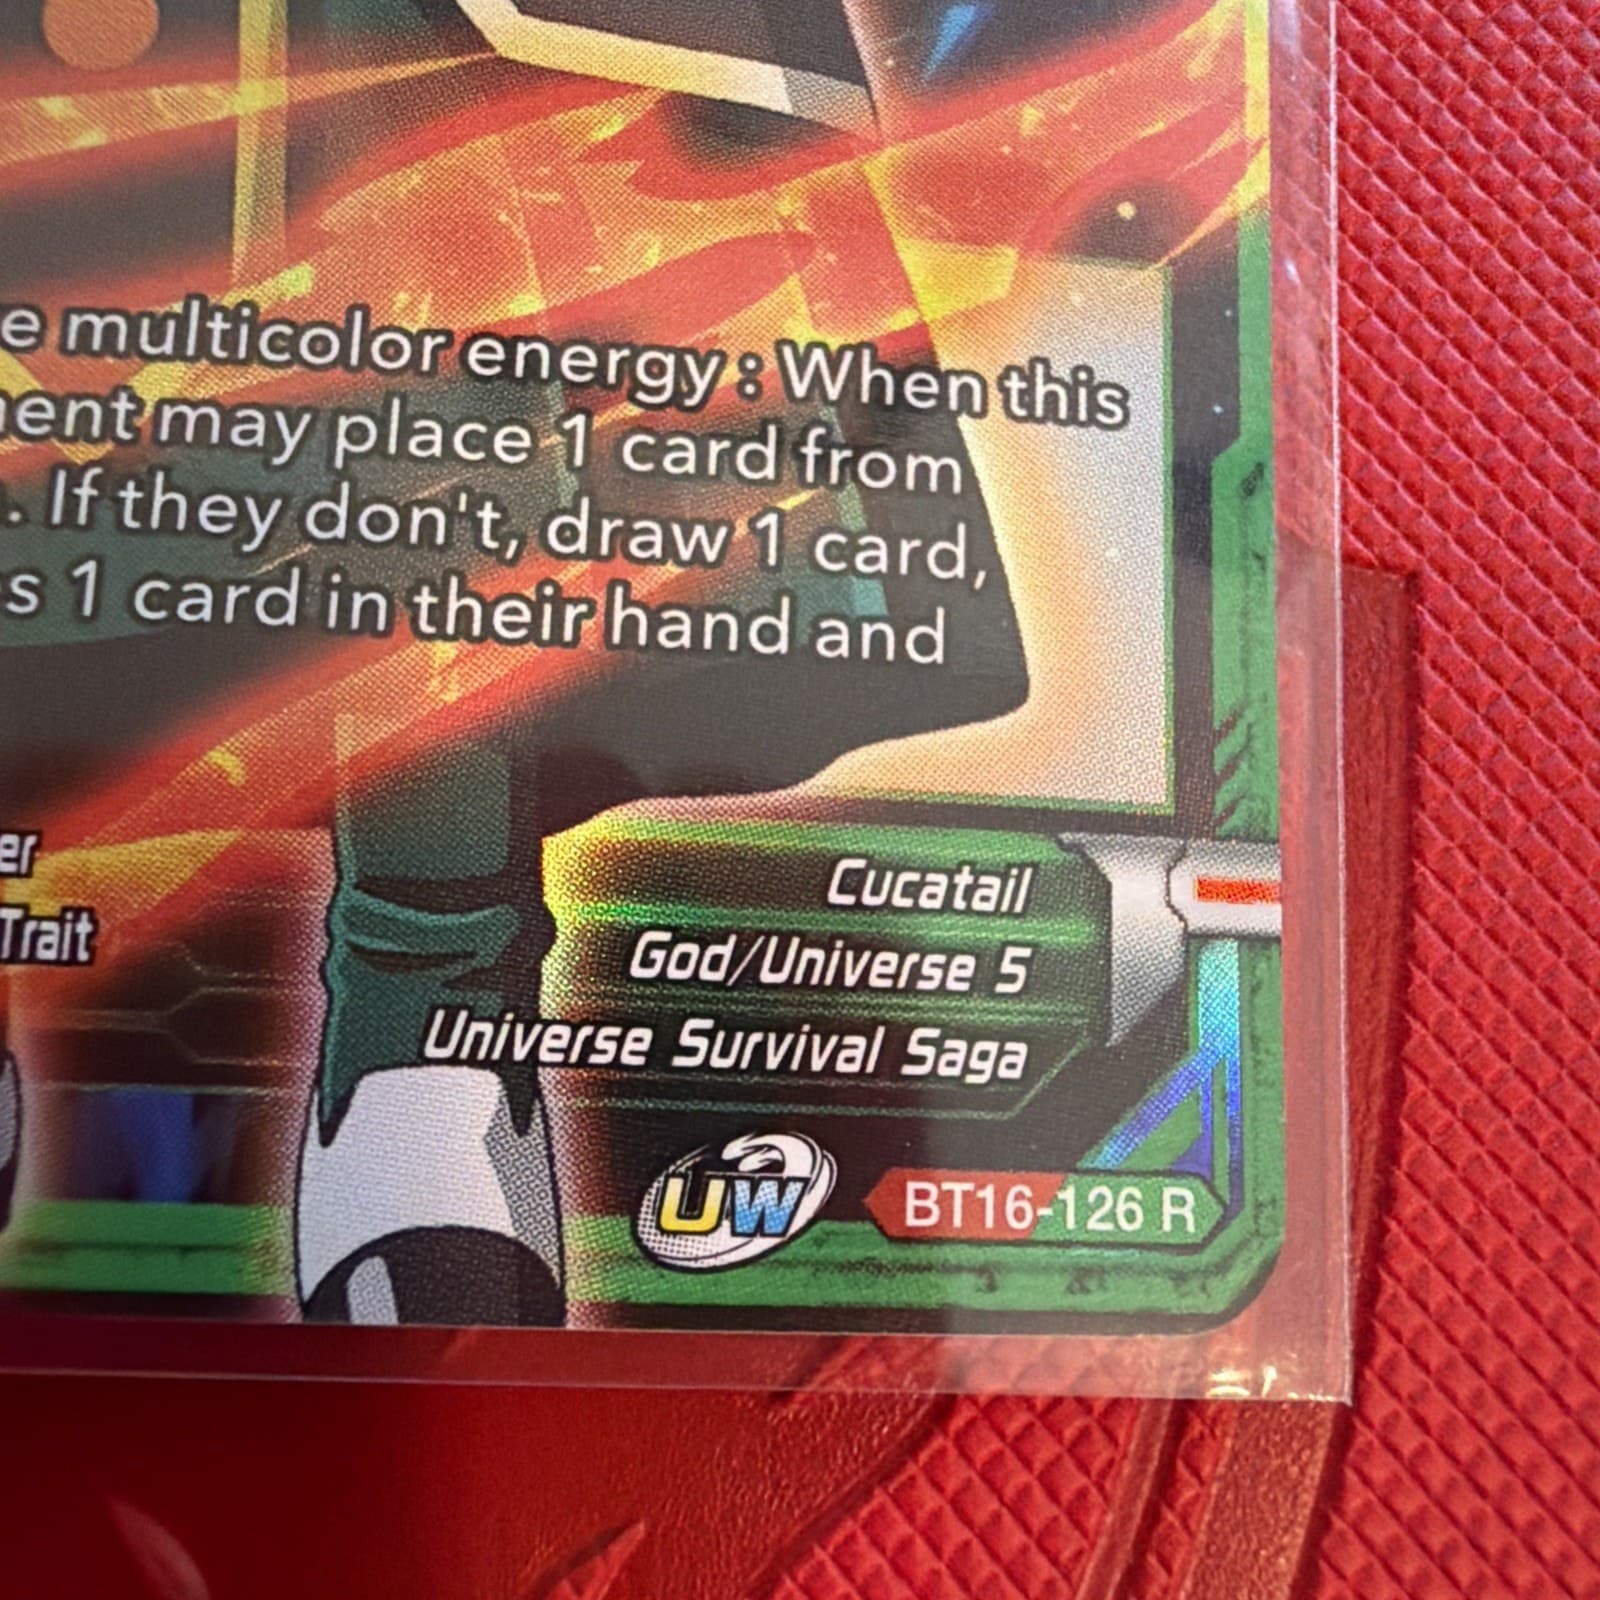 e multicolor energy : When this
ent may place 1 card from
. If they don't, draw 1 card,
s 1 card in their hand and
er
Trait
Cucatail
God/Universe 5
Universe Survival Saga
UW
BT16-126 R